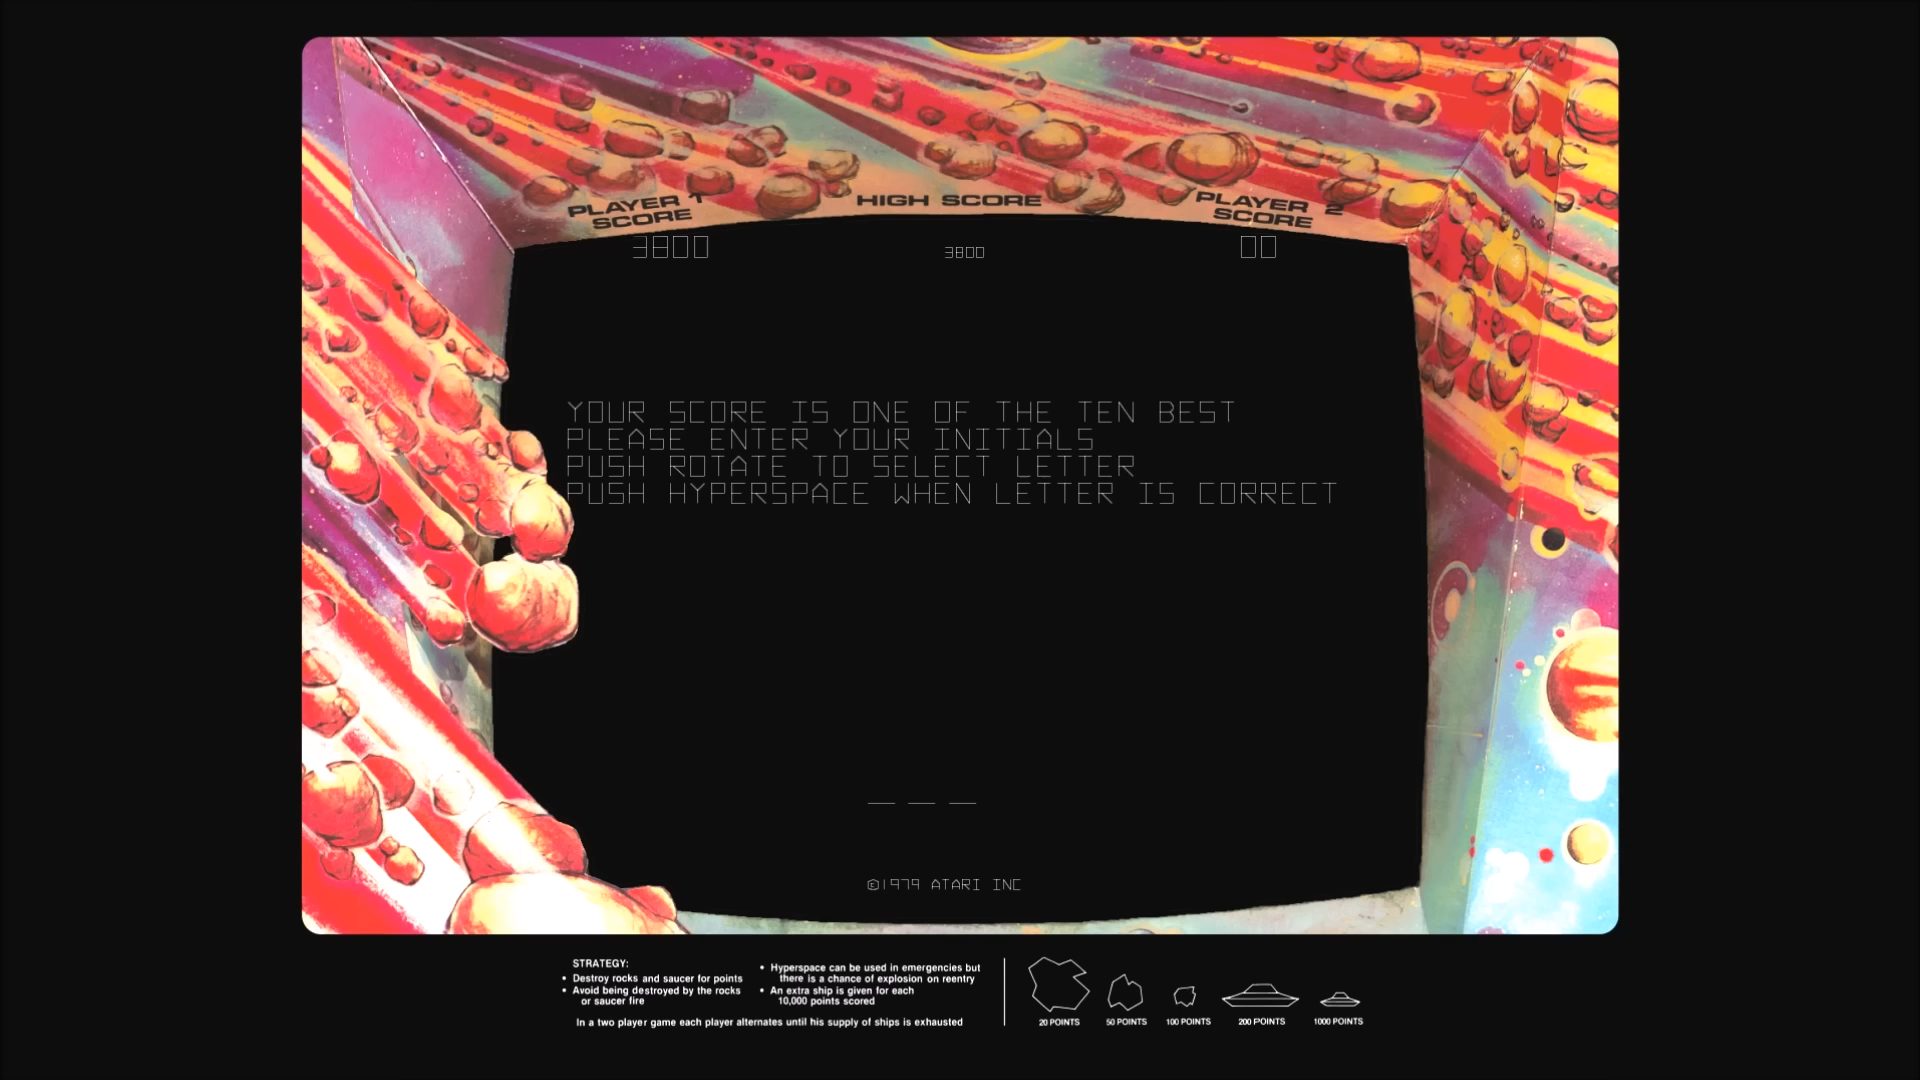 PLAYER 1 SCORE
HIGH SCORE
PLAYER 2 SCORE
3800
3800
00
YOUR SCORE IS ONE OF THE TEN BEST
PLEASE ENTER YOUR INITIALS
PUSH ROTATE TO SELECT LETTER
PUSH HYPERSPACE WHEN LETTER IS CORRECT
_ _ _
©1979 ATARI INC
STRATEGY:
• Destroy rocks and saucer for points
• Avoid being destroyed by the rocks
or saucer fire
• Hyperspace can be used in emergencies but
there is a chance of explosion on reentry
• An extra ship is given for each
10,000 points scored
In a two player game each player alternates until his supply of ships is exhausted
20 POINTS
50 POINTS
100 POINTS
200 POINTS
1000 POINTS